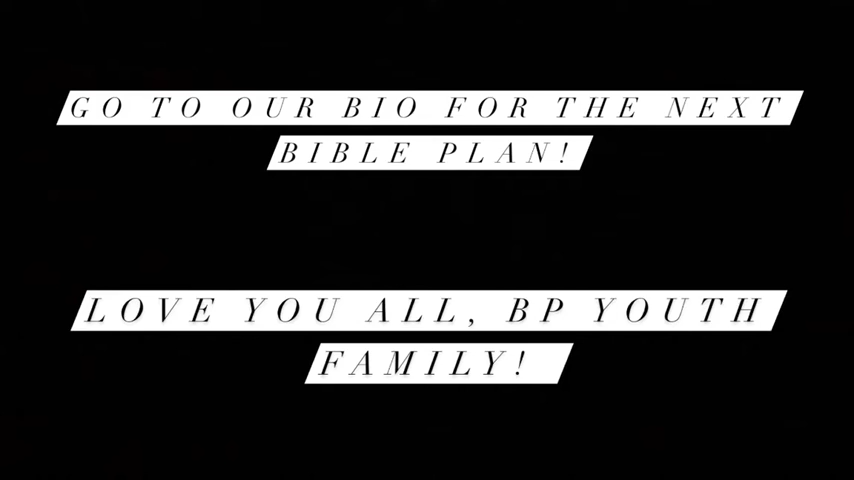 GO TO OUR BIO FOR THE NEXT
BIBLE PLAN!
LOVE YOU ALL, BP YOUTH
FAMILY!